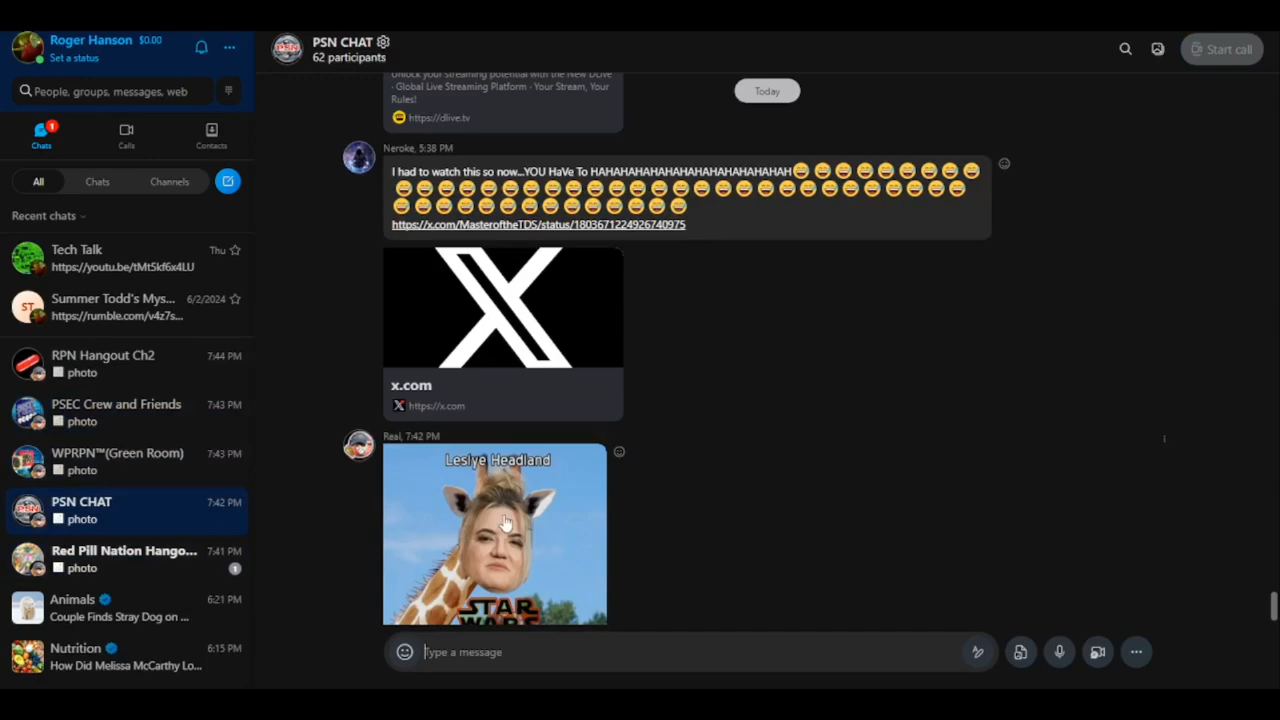 Roger Hanson $0.00
Set a status
People, groups, messages, web
Chats
1
Calls
Contacts
All
Chats
Channels
Recent chats
Tech Talk Thu
https://youtu.be/tMt5kf6x4LU
ST
Summer Todd's Mys... 6/2/2024
https://rumble.com/v4z7s...
RPN Hangout Ch2 7:44 PM
photo
PSEC Crew and Friends 7:43 PM
photo
WPRPN™(Green Room) 7:43 PM
photo
PSN
PSN CHAT 7:42 PM
photo
Red Pill Nation Hango... 7:41 PM
photo 1
Animals 6:21 PM
Couple Finds Stray Dog on ...
Nutrition 6:15 PM
How Did Melissa McCarthy Lo...
PSN
PSN CHAT
62 participants
Start call
Unlock your streaming potential with the New DLive
- Global Live Streaming Platform - Your Stream, Your
Rules!
https://dlive.tv
Today
Neroke, 5:38 PM
I had to watch this so now...YOU HaVe To HAHAHAHAHAHAHAHAHAHAHAHAHAHAH😄😄😄😄😄😄😄😄😄
😄😄😄😄😄😄😄😄😄😄😄😄😄😄😄😄😄😄😄😄😄😄😄😄😄😄😄
😄😄😄😄😄😄😄😄😄😄😄😄😄😄
https://x.com/MasteroftheTDS/status/1803671224926740975
x.com
https://x.com
Real, 7:42 PM
Leslye Headland
STAR
WARS
Type a message